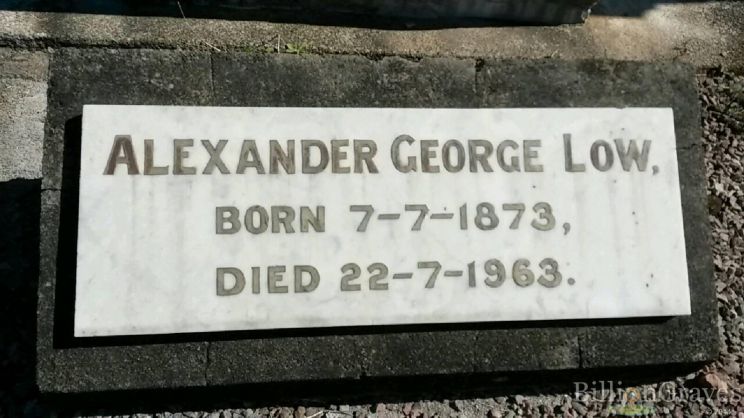 ALEXANDER GEORGE LOW,
BORN 7-7-1873,
DIED 22-7-1963.
BillionGraves